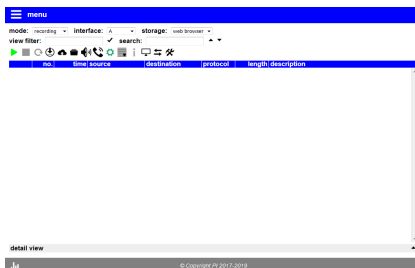 menu
mode: recording interface: A storage: web browser
view filter: search:
no. time source destination protocol length description
detail view
© Copyright PI 2017-2019